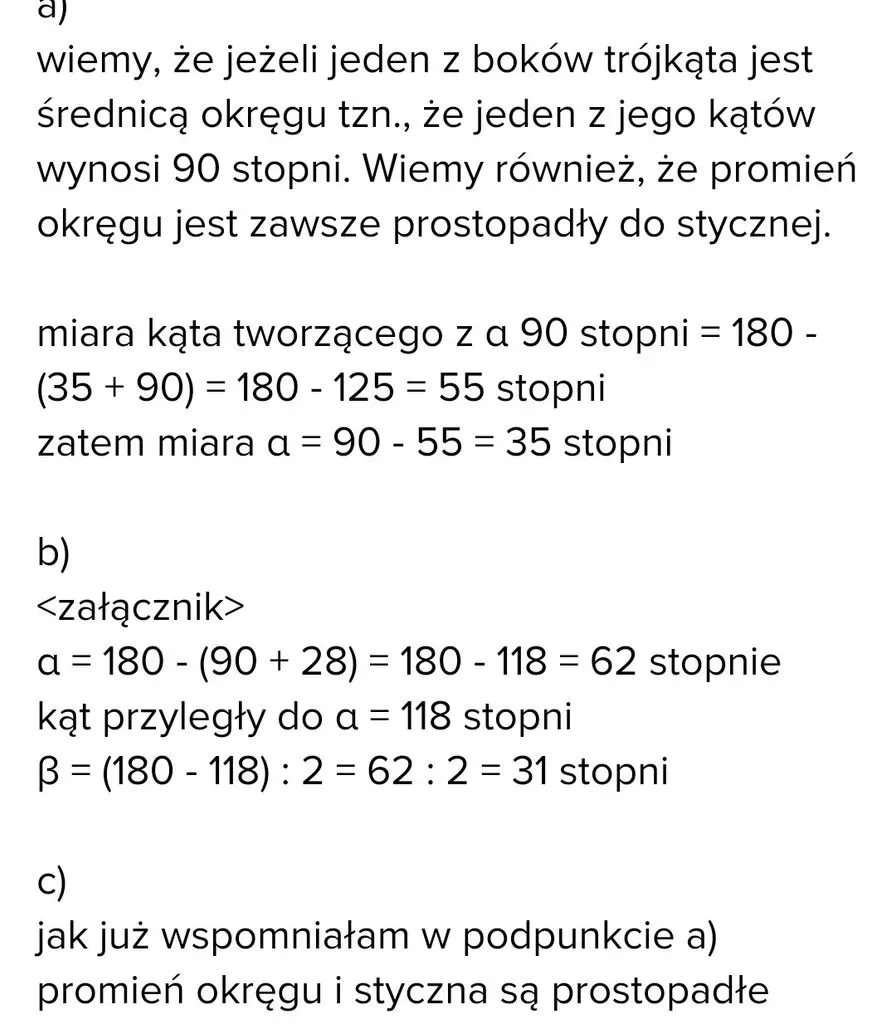 a)
wiemy, że jeżeli jeden z boków trójkąta jest
średnicą okręgu tzn., że jeden z jego kątów
wynosi 90 stopni. Wiemy również, że promień
okręgu jest zawsze prostopadły do stycznej.
miara kąta tworzącego z α 90 stopni = 180 -
(35 + 90) = 180 - 125 = 55 stopni
zatem miara α = 90 - 55 = 35 stopni
b)
<załącznik>
α = 180 - (90 + 28) = 180 - 118 = 62 stopnie
kąt przyległy do α = 118 stopni
β = (180 - 118) : 2 = 62 : 2 = 31 stopni
c)
jak już wspomniałam w podpunkcie a)
promień okręgu i styczna są prostopadłe